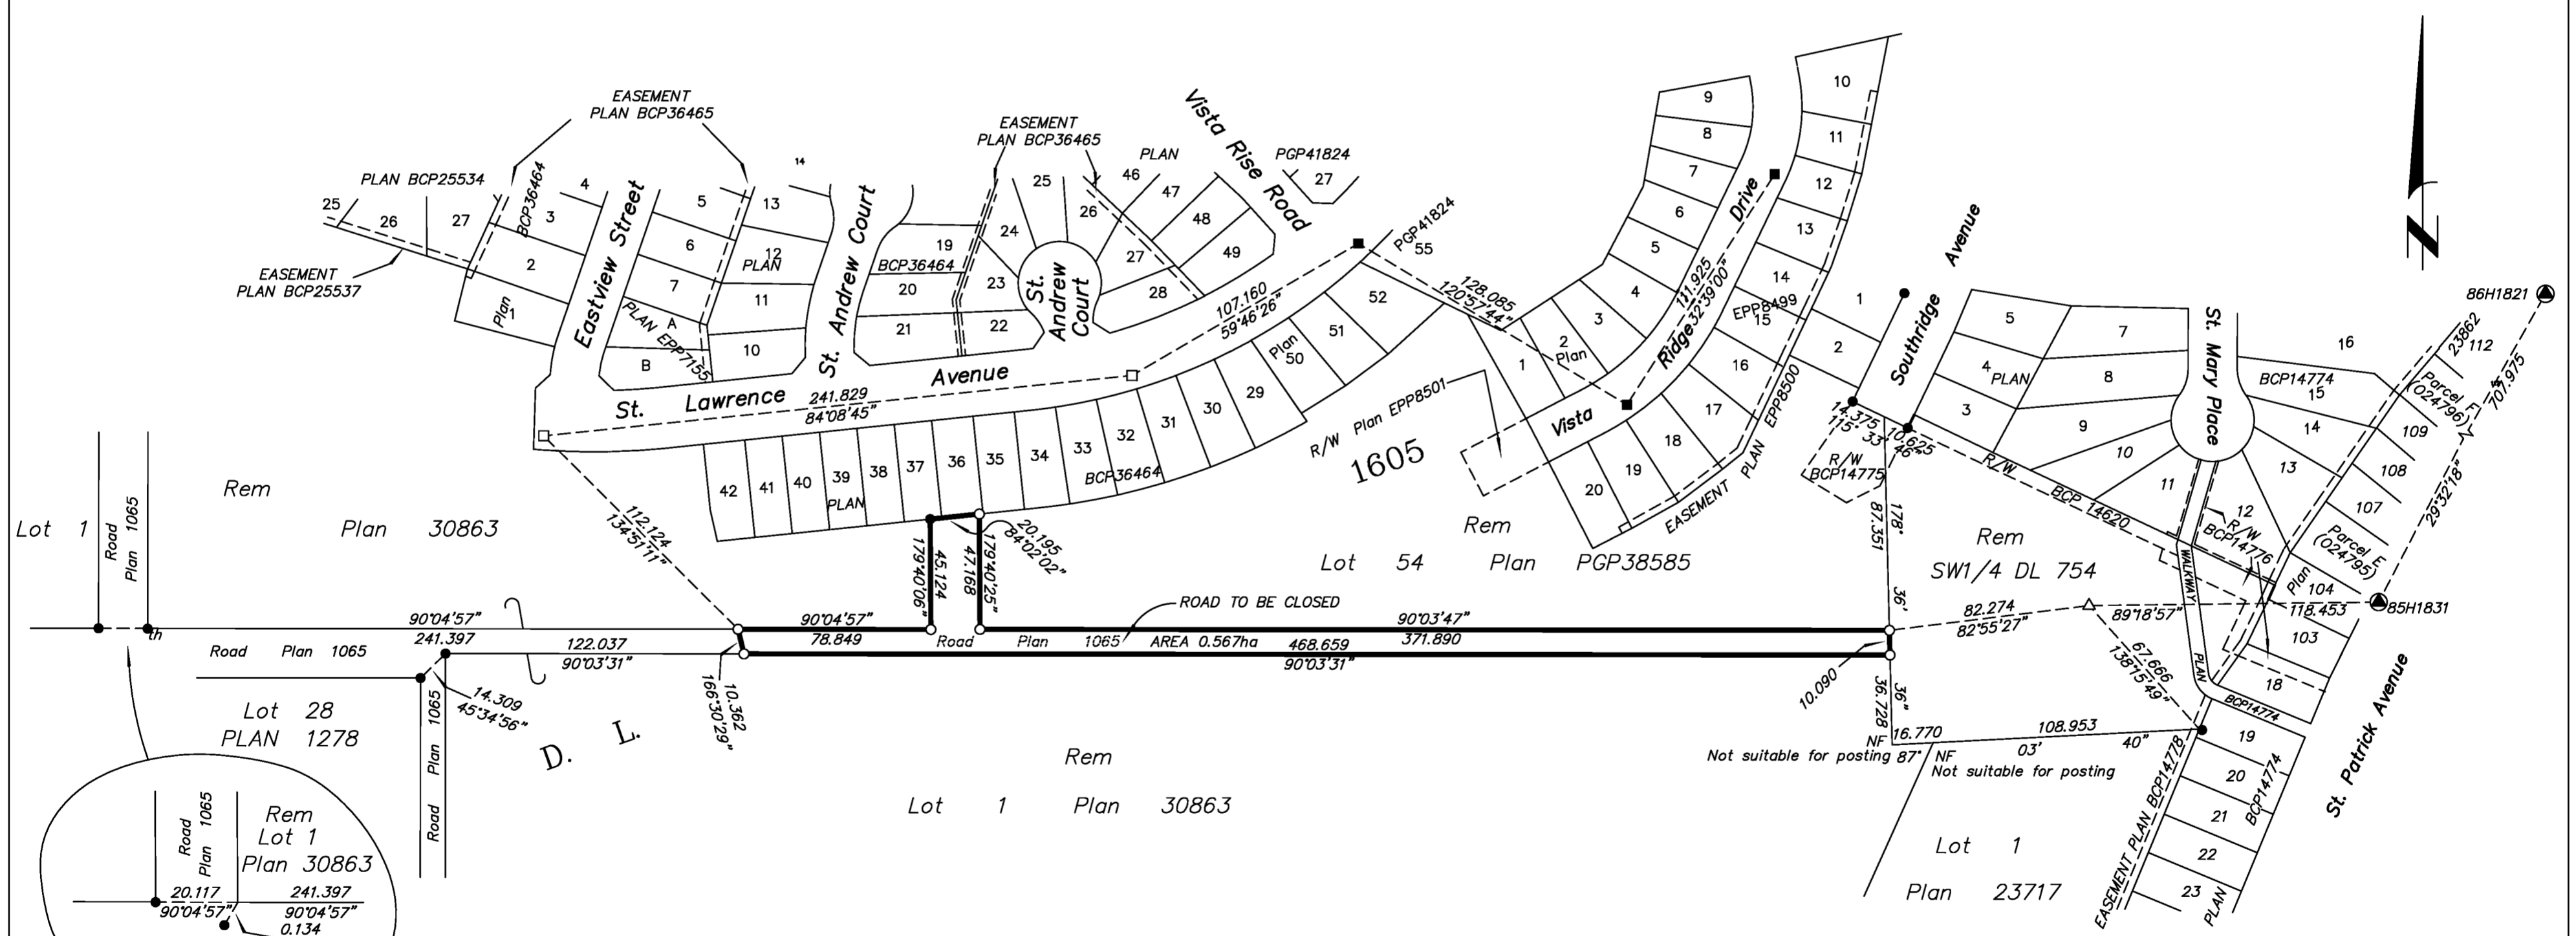 EASEMENT
PLAN BCP36465
PLAN BCP25534
25
26
27
EASEMENT
PLAN BCP25537
BCP36464
4
3
2
Plan
1
Eastview Street
5
6
7
A
B
PLAN EPP7155
14
13
12
PLAN
11
10
St. Andrew Court
19
BCP36464
20
21
22
23
24
25
EASEMENT
PLAN BCP36465
26
27
28
St.
Andrew
Court
46
PLAN
47
48
49
Vista Rise Road
PGP41824
27
PGP41824
55
107.160
59°46'26"
128.085
120°57'44"
St. Lawrence Avenue
241.829
84°08'45"
42
41
40
39
PLAN
38
37
36
35
34
33
32
BCP36464
31
30
29
Plan
50
51
52
R/W Plan EPP8501
1605
9
8
7
6
5
4
3
2
Plan
1
Vista Ridge Drive
111.925
32°39'00"
10
11
12
13
14
EPP8499
15
16
17
18
19
20
EASEMENT PLAN EPP8500
1
2
Southridge Avenue
14.375
10.625
115° 33' 46"
R/W
BCP14775
R/W BCP 14620
5
4
PLAN
3
7
8
9
10
11
12
St. Mary Place
16
BCP14774
15
14
13
R/W
BCP14776
23862
112
Parcel F
(O24796)
109
108
107
Parcel E
(O24795)
Plan
104
103
18
86H1821
707.975
29°32'18"
85H1831
118.453
89°18'57"
82.274
82°55'27"
67.666
138°15'49"
WALKWAY PLAN BCP14774
St. Patrick Avenue
19
20
21
22
23
PLAN BCP14774
EASEMENT PLAN BCP14778
Rem
SW1/4 DL 754
178° 36' 36"
87.351
36.728
10.090
16.770
108.953
NF
Not suitable for posting
87° 03' 40"
NF
Not suitable for posting
Lot 1
Plan 23717
Rem
Lot 54 Plan PGP38585
ROAD TO BE CLOSED
90°03'47"
371.890
Road Plan 1065 AREA 0.567ha
468.659
90°03'31"
20.195
84°02'02"
179°40'06"
45.124
47.168
179°40'25"
90°04'57"
78.849
112.124
134°51'11"
10.362
166°30'29"
Rem
Plan 30863
Lot 1
Road
Plan 1065
th
90°04'57"
241.397
122.037
90°03'31"
Road Plan 1065
14.309
45°34'56"
Road Plan 1065
Lot 28
PLAN 1278
D. L.
Rem
Lot 1 Plan 30863
Road
Plan 1065
Rem
Lot 1
Plan 30863
20.117
90°04'57"
241.397
90°04'57"
0.134